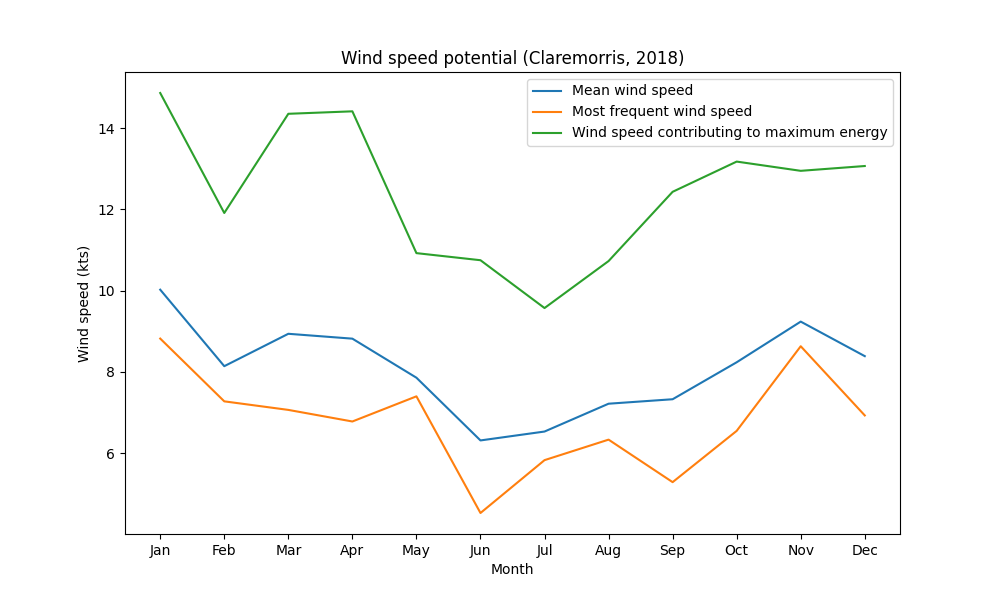 Wind speed potential (Claremorris, 2018)
Mean wind speed
Most frequent wind speed
Wind speed contributing to maximum energy
Wind speed (kts)
14
12
10
8
6
Jan Feb Mar Apr May Jun Jul Aug Sep Oct Nov Dec
Month